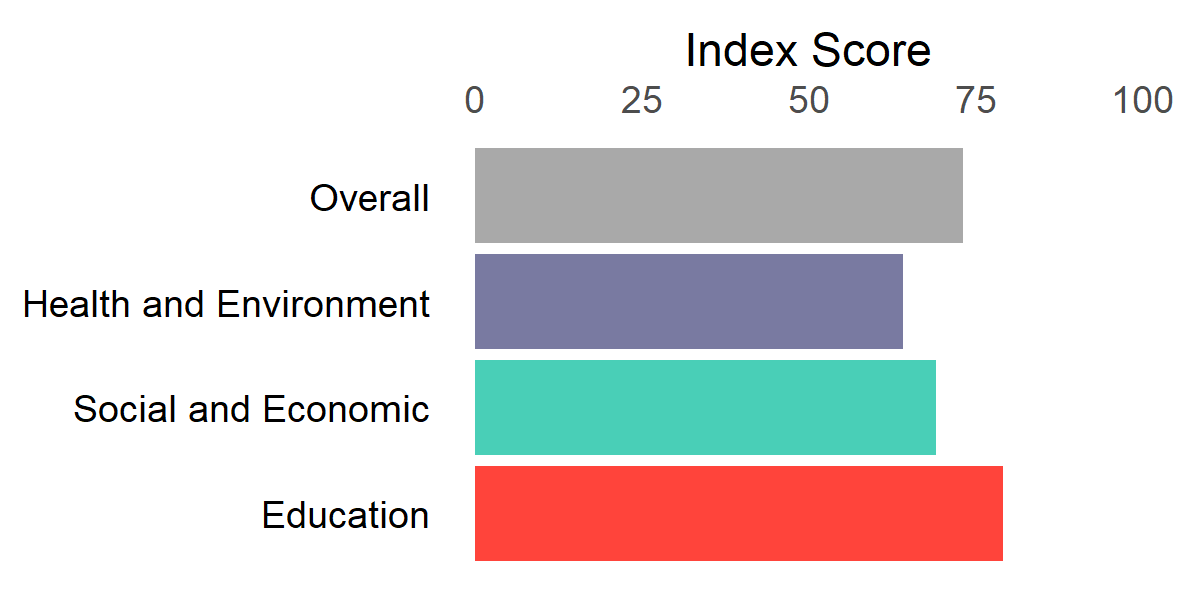 Index Score
0 25 50 75 100
Overall
Health and Environment
Social and Economic
Education